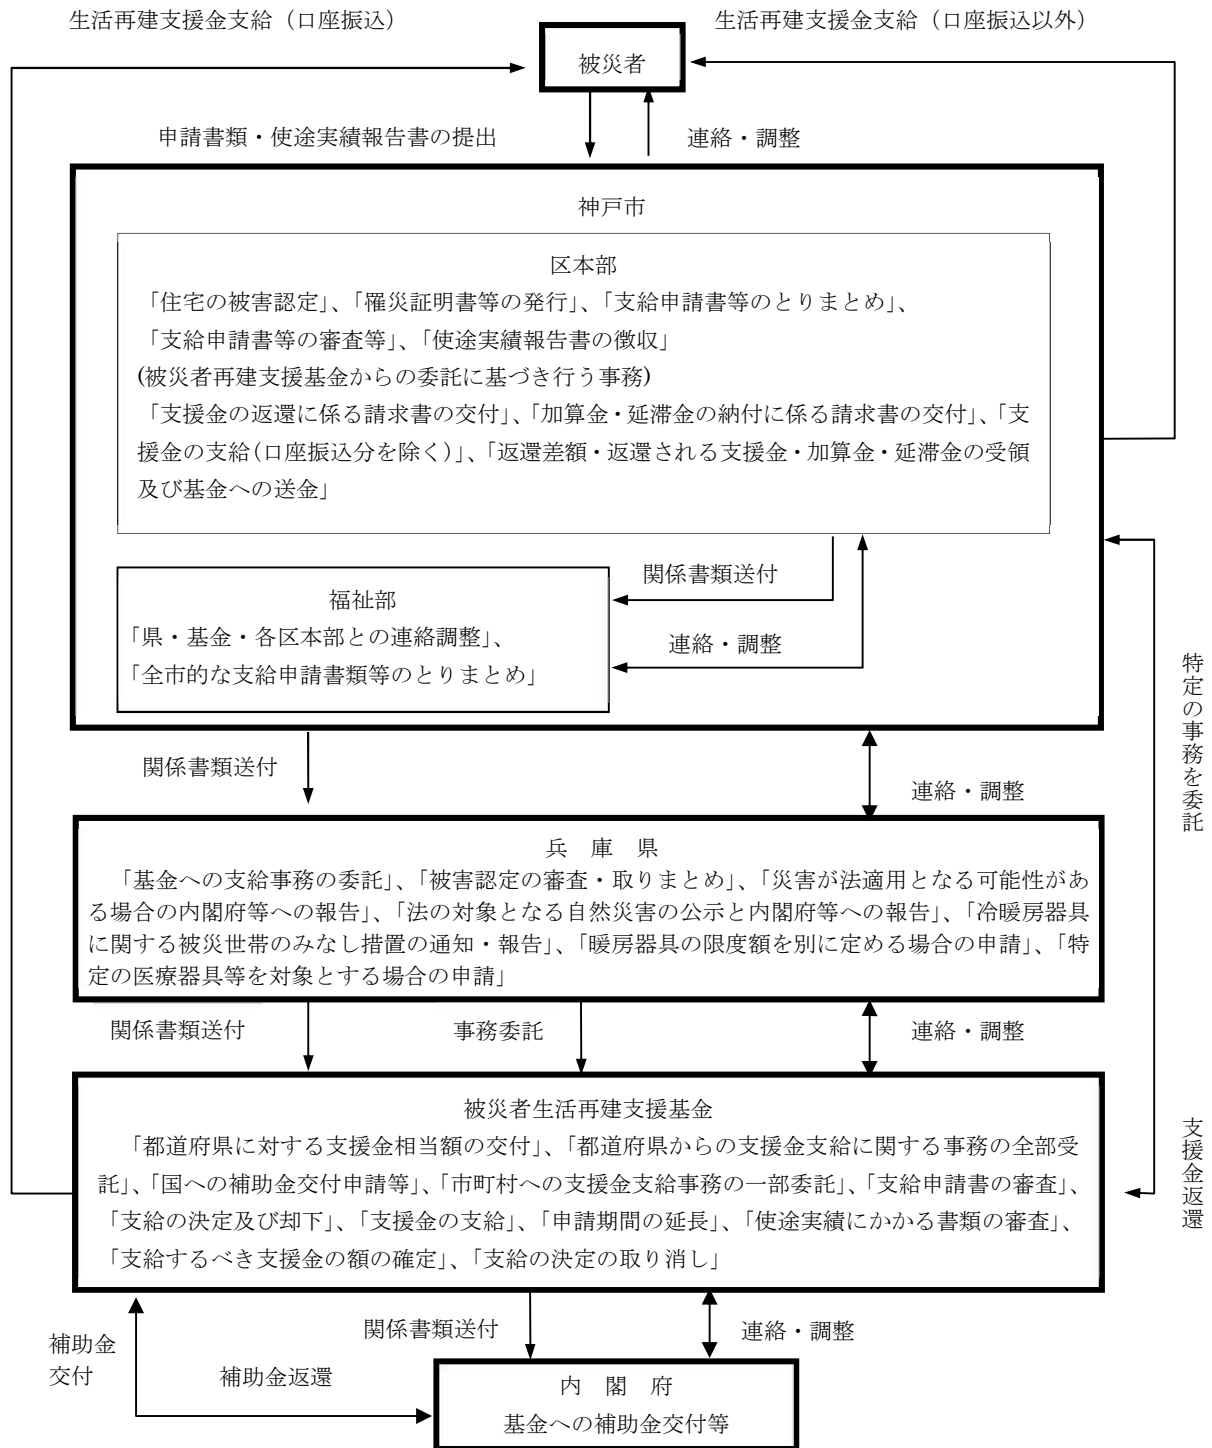 生活再建支援金支給（口座振込）
生活再建支援金支給（口座振込以外）
被災者
申請書類・使途実績報告書の提出
連絡・調整
神戸市
区本部
「住宅の被害認定」、「罹災証明書等の発行」、「支給申請書等のとりまとめ」、
「支給申請書等の審査等」、「使途実績報告書の徴収」
(被災者再建支援基金からの委託に基づき行う事務)
「支援金の返還に係る請求書の交付」、「加算金・延滞金の納付に係る請求書の交付」、「支
援金の支給(口座振込分を除く)」、「返還差額・返還される支援金・加算金・延滞金の受領
及び基金への送金」
関係書類送付
福祉部
「県・基金・各区本部との連絡調整」、
「全市的な支給申請書類等のとりまとめ」
連絡・調整
特定の事務を委託
関係書類送付
連絡・調整
兵　庫　県
「基金への支給事務の委託」、「被害認定の審査・取りまとめ」、「災害が法適用となる可能性があ
る場合の内閣府等への報告」、「法の対象となる自然災害の公示と内閣府等への報告」、「冷暖房器具
に関する被災世帯のみなし措置の通知・報告」、「暖房器具の限度額を別に定める場合の申請」、「特
定の医療器具等を対象とする場合の申請」
関係書類送付
事務委託
連絡・調整
被災者生活再建支援基金
「都道府県に対する支援金相当額の交付」、「都道府県からの支援金支給に関する事務の全部受
託」、「国への補助金交付申請等」、「市町村への支援金支給事務の一部委託」、「支給申請書の審査」、
「支給の決定及び却下」、「支援金の支給」、「申請期間の延長」、「使途実績にかかる書類の審査」、
「支給するべき支援金の額の確定」、「支給の決定の取り消し」
支援金返還
関係書類送付
連絡・調整
補助金
交付
補助金返還
内　閣　府
基金への補助金交付等